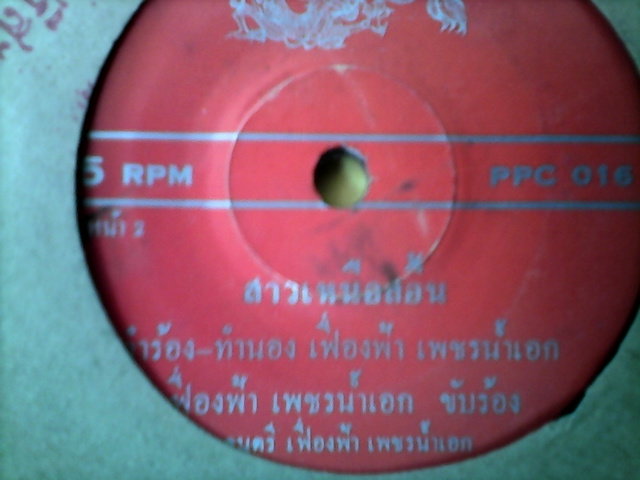 5 RPM PPC 016
หน้า 2
สาวเหนือสอื้น
คำร้อง-ทำนอง เฟื่องฟ้า เพชรน้ำเอก
เฟื่องฟ้า เพชรน้ำเอก ขับร้อง
ดนตรี เฟื่องฟ้า เพชรน้ำเอก